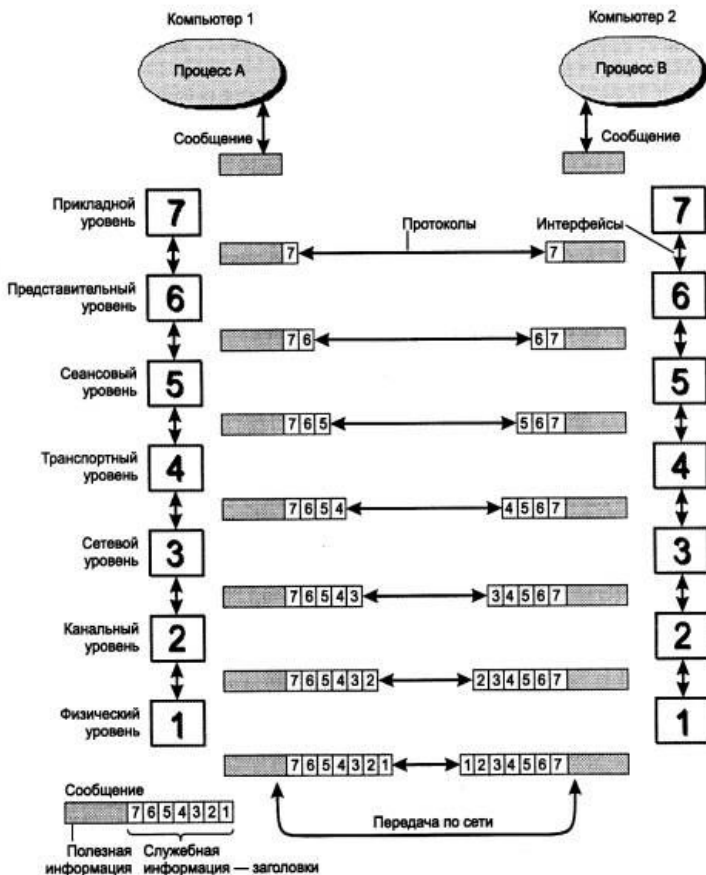 Компьютер 1
Компьютер 2
Процесс А
Процесс В
Сообщение
Сообщение
Прикладной
уровень
7
7
Протоколы
Интерфейсы
7
7
Представительный
уровень
6
6
7 6
6 7
Сеансовый
уровень
5
5
7 6 5
5 6 7
Транспортный
уровень
4
4
7 6 5 4
4 5 6 7
Сетевой
уровень
3
3
7 6 5 4 3
3 4 5 6 7
Канальный
уровень
2
2
7 6 5 4 3 2
2 3 4 5 6 7
Физический
уровень
1
1
7 6 5 4 3 2 1
1 2 3 4 5 6 7
Сообщение
7 6 5 4 3 2 1
Передача по сети
Полезная
информация
Служебная
информация — заголовки